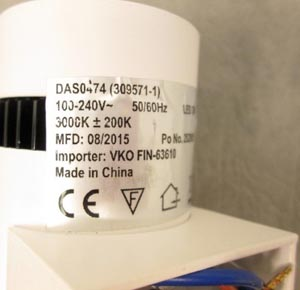 DAS0474 (309571-1)
100-240V~ 50/60Hz LED
3000K ± 200K
MFD: 08/2015 Po No.
Importer: VKO FIN-63610
Made in China
CE F